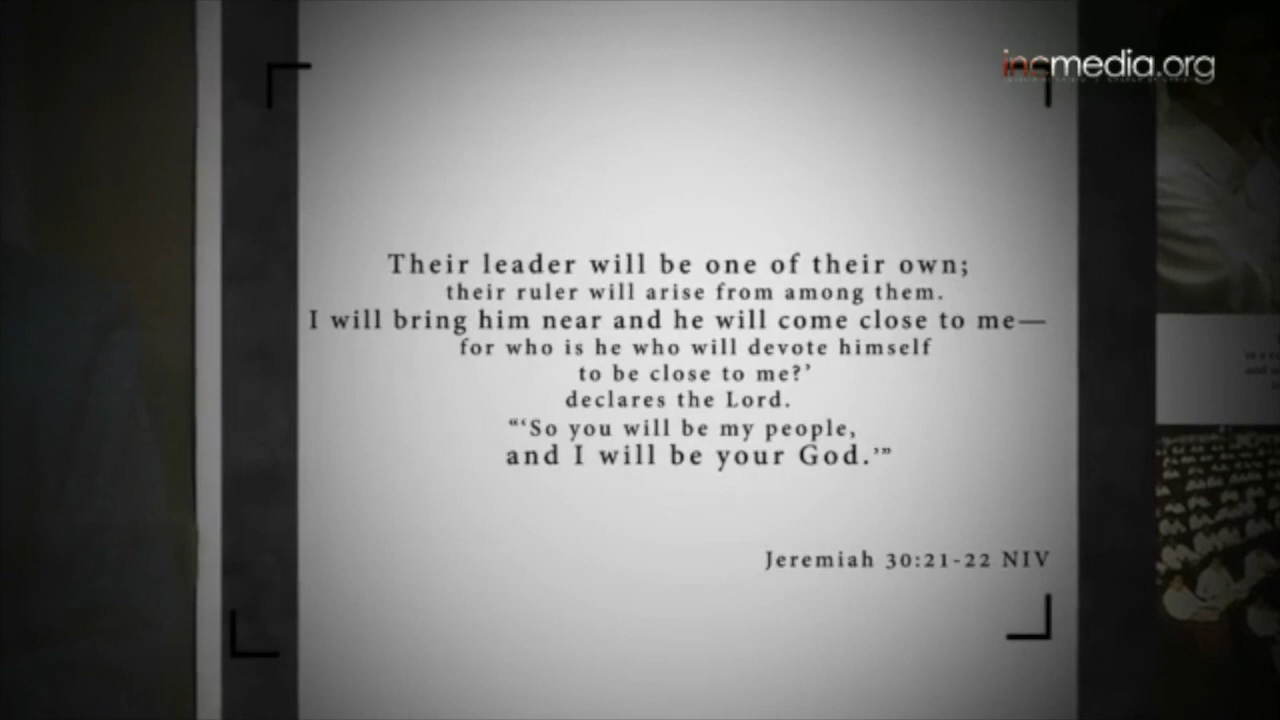 incmedia.org
Their leader will be one of their own;
their ruler will arise from among them.
I will bring him near and he will come close to me—
for who is he who will devote himself
to be close to me?’
declares the Lord.
“‘So you will be my people,
and I will be your God.’”
Jeremiah 30:21-22 NIV